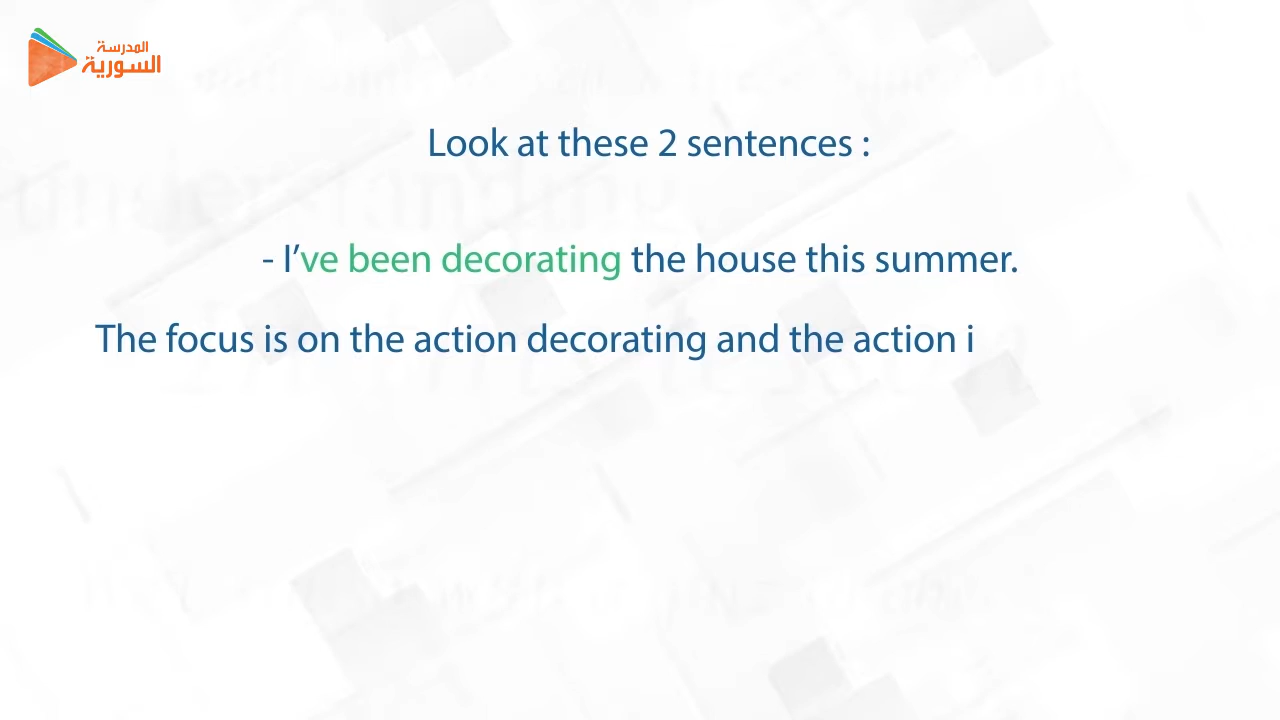 المدرسة
السورية
Look at these 2 sentences :
- I’ve been decorating the house this summer.
The focus is on the action decorating and the action i